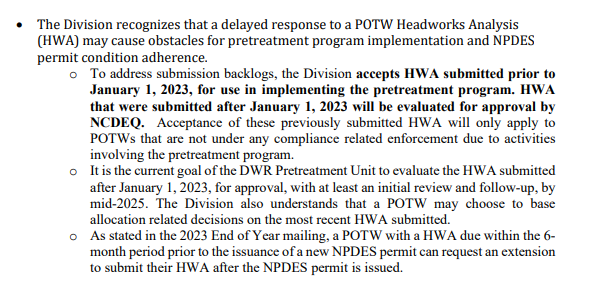 • The Division recognizes that a delayed response to a POTW Headworks Analysis
(HWA) may cause obstacles for pretreatment program implementation and NPDES
permit condition adherence.
o To address submission backlogs, the Division accepts HWA submitted prior to
January 1, 2023, for use in implementing the pretreatment program. HWA
that were submitted after January 1, 2023 will be evaluated for approval by
NCDEQ. Acceptance of these previously submitted HWA will only apply to
POTWs that are not under any compliance related enforcement due to activities
involving the pretreatment program.
o It is the current goal of the DWR Pretreatment Unit to evaluate the HWA submitted
after January 1, 2023, for approval, with at least an initial review and follow-up, by
mid-2025. The Division also understands that a POTW may choose to base
allocation related decisions on the most recent HWA submitted.
o As stated in the 2023 End of Year mailing, a POTW with a HWA due within the 6-
month period prior to the issuance of a new NPDES permit can request an extension
to submit their HWA after the NPDES permit is issued.